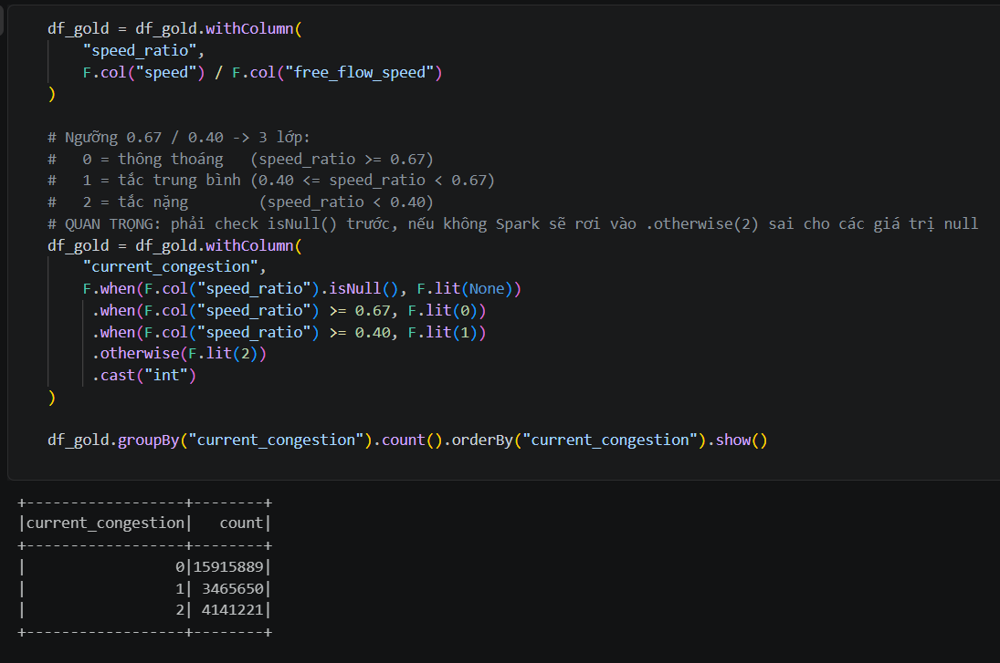 df_gold = df_gold.withColumn(
    "speed_ratio",
    F.col("speed") / F.col("free_flow_speed")
)

# Ngưỡng 0.67 / 0.40 -> 3 lớp:
#   0 = thông thoáng   (speed_ratio >= 0.67)
#   1 = tắc trung bình (0.40 <= speed_ratio < 0.67)
#   2 = tắc nặng        (speed_ratio < 0.40)
# QUAN TRỌNG: phải check isNull() trước, nếu không Spark sẽ rơi vào .otherwise(2) sai cho các giá trị null
df_gold = df_gold.withColumn(
    "current_congestion",
    F.when(F.col("speed_ratio").isNull(), F.lit(None))
     .when(F.col("speed_ratio") >= 0.67, F.lit(0))
     .when(F.col("speed_ratio") >= 0.40, F.lit(1))
     .otherwise(F.lit(2))
     .cast("int")
)

df_gold.groupBy("current_congestion").count().orderBy("current_congestion").show()

+------------------+--------+
|current_congestion|   count|
+------------------+--------+
|                 0|15915889|
|                 1| 3465650|
|                 2| 4141221|
+------------------+--------+